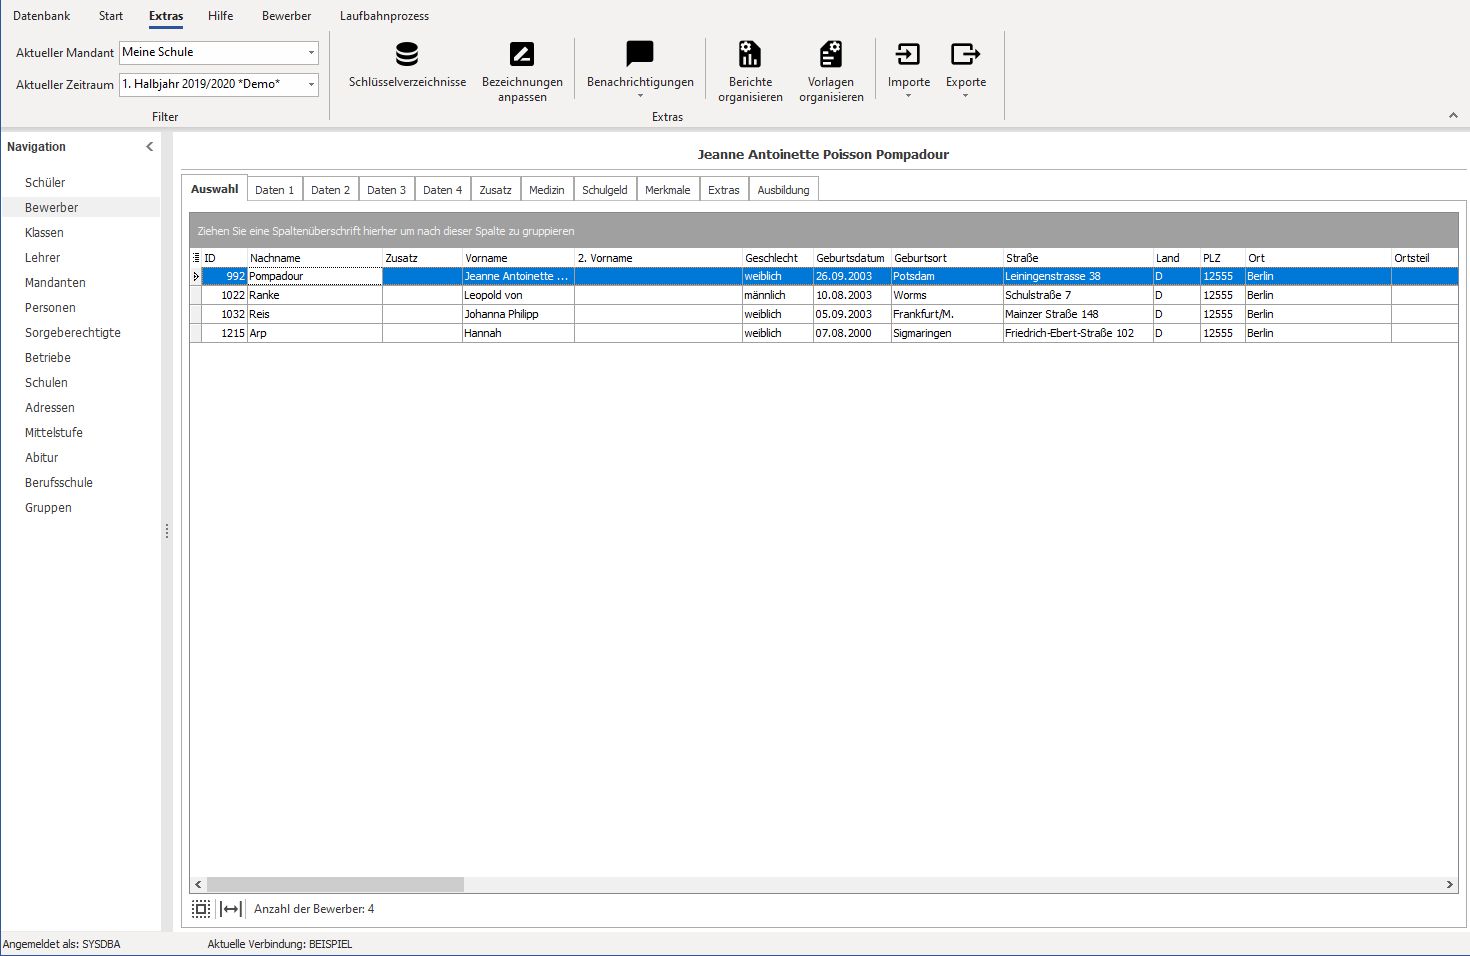 Datenbank Start Extras Hilfe Bewerber Laufbahnprozess
Aktueller Mandant Meine Schule
Aktueller Zeitraum 1. Halbjahr 2019/2020 *Demo*
Filter
Schlüsselverzeichnisse
Bezeichnungen
anpassen
Benachrichtigungen
Berichte
organisieren
Vorlagen
organisieren
Importe
Exporte
Extras
Navigation
Schüler
Bewerber
Klassen
Lehrer
Mandanten
Personen
Sorgeberechtigte
Betriebe
Schulen
Adressen
Mittelstufe
Abitur
Berufsschule
Gruppen
Jeanne Antoinette Poisson Pompadour
Auswahl Daten 1 Daten 2 Daten 3 Daten 4 Zusatz Medizin Schulgeld Merkmale Extras Ausbildung
Ziehen Sie eine Spaltenüberschrift hierher um nach dieser Spalte zu gruppieren
ID Nachname Zusatz Vorname 2. Vorname Geschlecht Geburtsdatum Geburtsort Straße Land PLZ Ort Ortsteil
992 Pompadour Jeanne Antoinette ... weiblich 26.09.2003 Potsdam Leiningenstrasse 38 D 12555 Berlin
1022 Ranke Leopold von männlich 10.08.2003 Worms Schulstraße 7 D 12555 Berlin
1032 Reis Johanna Philipp weiblich 05.09.2003 Frankfurt/M. Mainzer Straße 148 D 12555 Berlin
1215 Arp Hannah weiblich 07.08.2000 Sigmaringen Friedrich-Ebert-Straße 102 D 12555 Berlin
Anzahl der Bewerber: 4
Angemeldet als: SYSDBA Aktuelle Verbindung: BEISPIEL